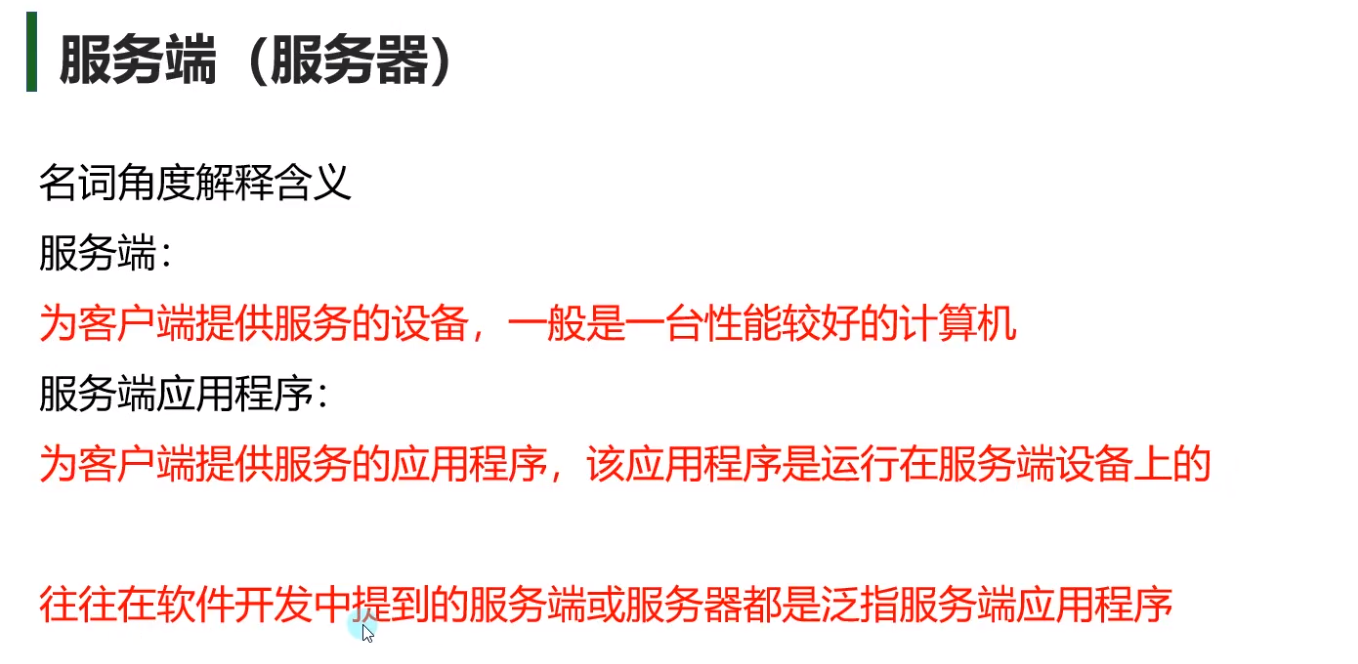 服务端（服务器）
名词角度解释含义
服务端：
为客户端提供服务的设备，一般是一台性能较好的计算机
服务端应用程序：
为客户端提供服务的应用程序，该应用程序是运行在服务端设备上的
往往在软件开发中提到的服务端或服务器都是泛指服务端应用程序